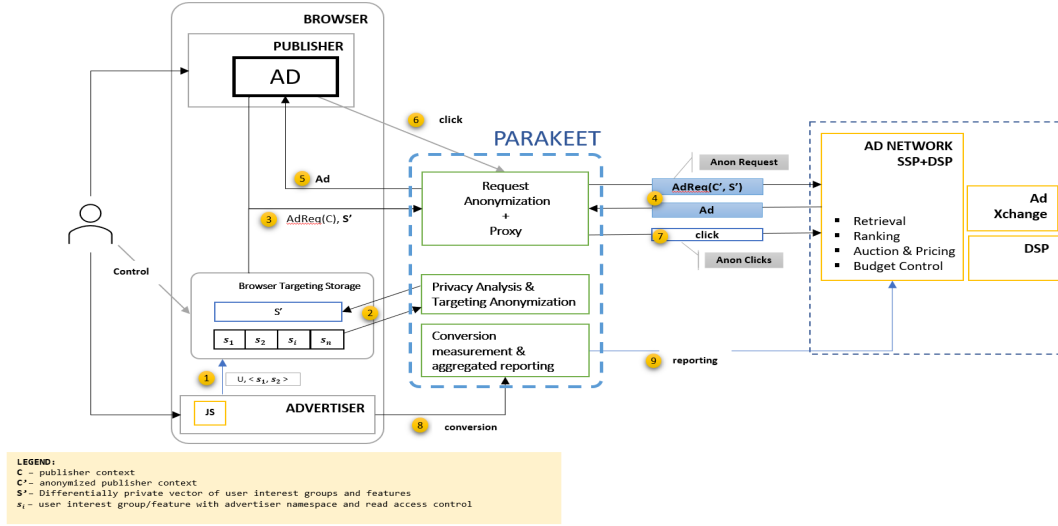 BROWSER
PUBLISHER
AD
6 click
PARAKEET
5 Ad
3 AdReq(C), S’
Request
Anonymization
+
Proxy
Anon Request
AdReq(C’, S’)
4
Ad
7 click
Anon Clicks
AD NETWORK
SSP+DSP
▪ Retrieval
▪ Ranking
▪ Auction & Pricing
▪ Budget Control
Ad
Xchange
DSP
Control
Browser Targeting Storage
S’
s1 s2 si sn
2
Privacy Analysis &
Targeting Anonymization
Conversion
measurement &
aggregated reporting
9 reporting
1
U, < s1, s2 >
JS
ADVERTISER
8 conversion
LEGEND:
C – publisher context
C’– anonymized publisher context
S’– Differentially private vector of user interest groups and features
si – user interest group/feature with advertiser namespace and read access control